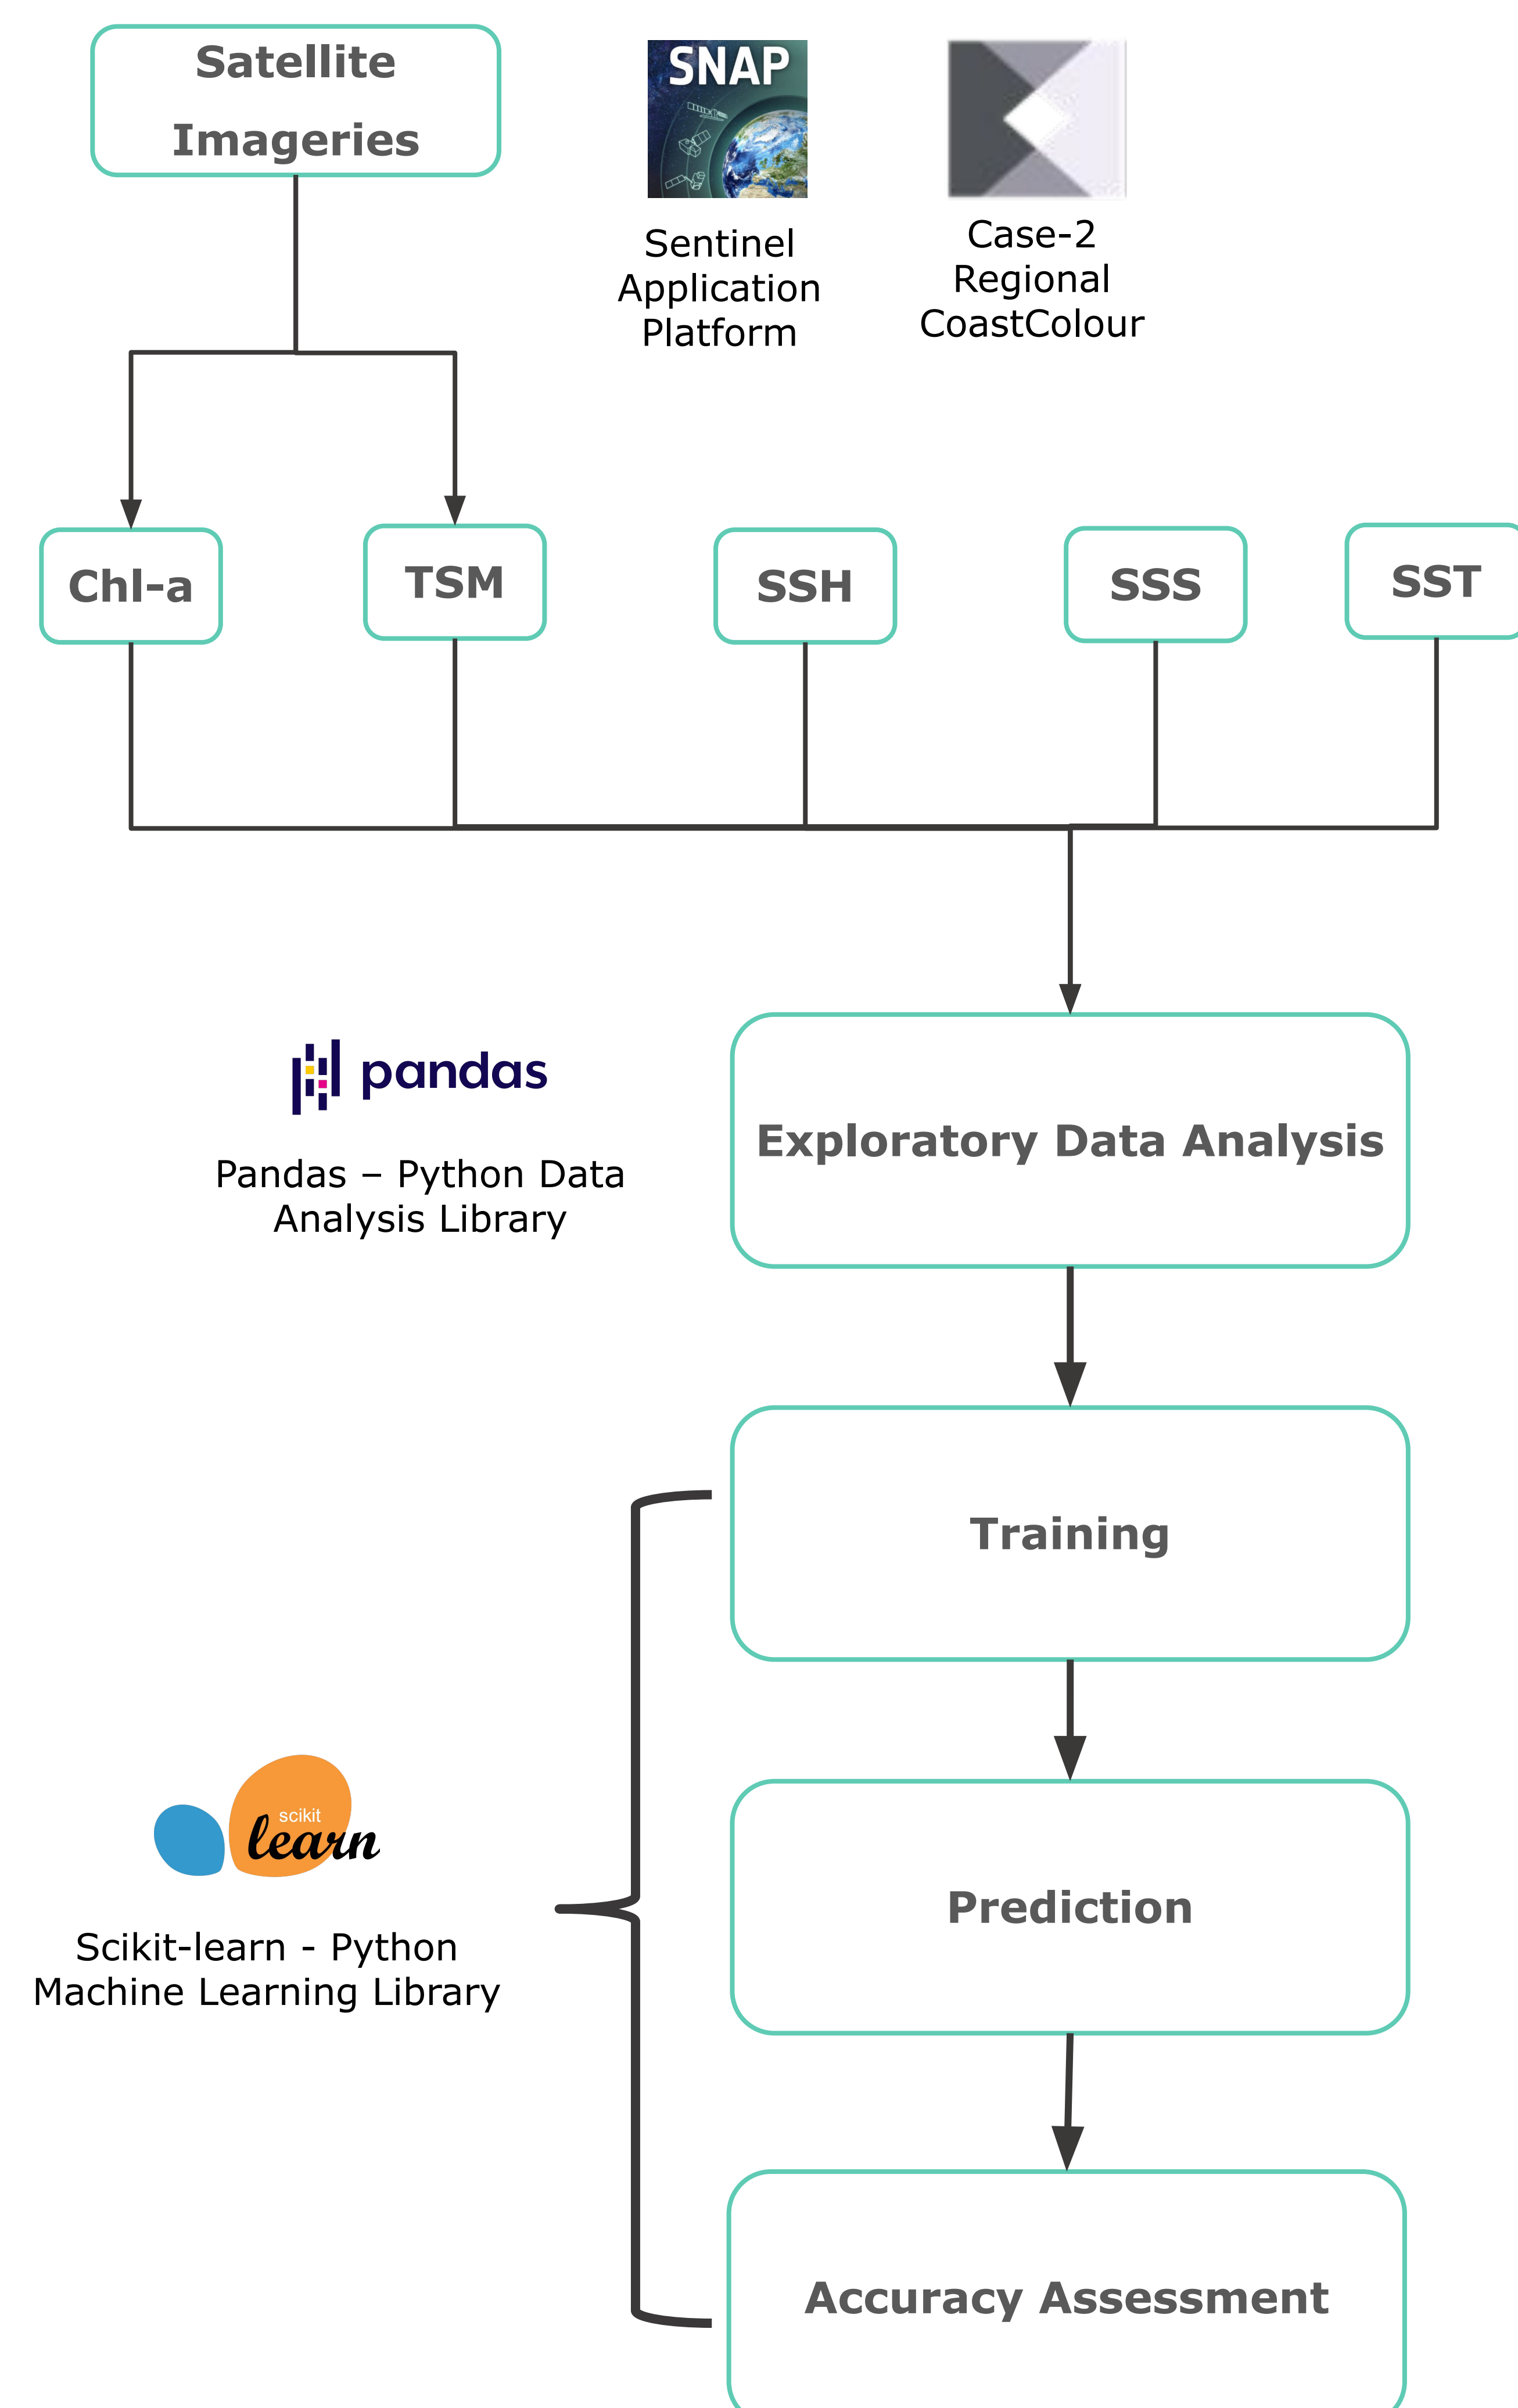 Satellite
Imageries
SNAP
Sentinel
Application
Platform
Case-2
Regional
CoastColour
Chl-a
TSM
SSH
SSS
SST
pandas
Pandas – Python Data
Analysis Library
Exploratory Data Analysis
Training
scikit
learn
Scikit-learn - Python
Machine Learning Library
Prediction
Accuracy Assessment